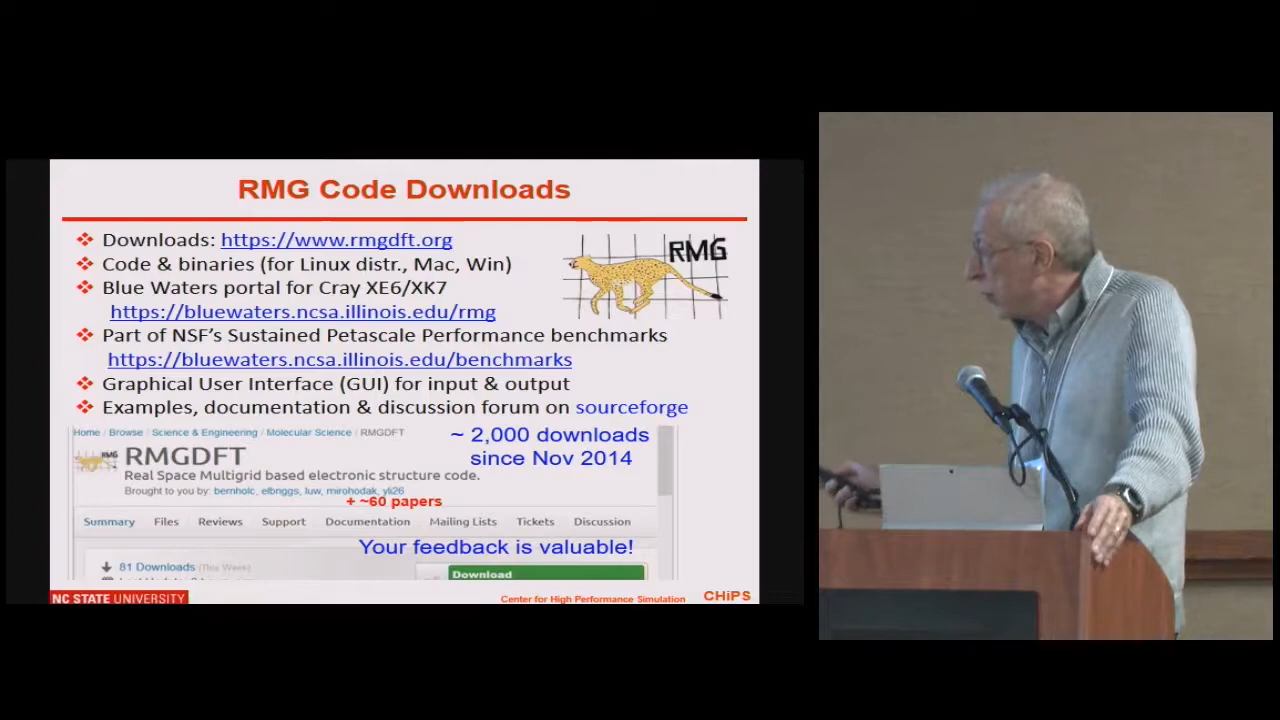 RMG Code Downloads
Downloads: https://www.rmgdft.org
RMG
Code & binaries (for Linux distr., Mac, Win)
Blue Waters portal for Cray XE6/XK7
https://bluewaters.ncsa.illinois.edu/rmg
Part of NSF's Sustained Petascale Performance benchmarks
https://bluewaters.ncsa.illinois.edu/benchmarks
Graphical User Interface (GUI) for input & output
Examples, documentation & discussion forum on sourceforge
Home / Browse / Science & Engineering / Molecular Science / RMGDFT
~ 2,000 downloads
since Nov 2014
RMG
RMGDFT
Real Space Multigrid based electronic structure code.
Brought to you by: bernholc, elbriggs, luw, mirohodak, yli26
+ ~60 papers
Summary Files Reviews Support Documentation Mailing Lists Tickets Discussion
Your feedback is valuable!
81 Downloads (This Week)
Download
NC STATE UNIVERSITY
Center for High Performance Simulation CHiPS